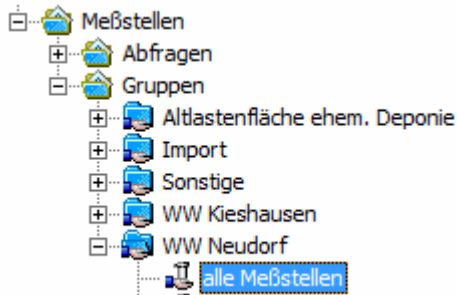 Meßstellen
Abfragen
Gruppen
Altlastenfläche ehem. Deponie
Import
Sonstige
WW Kieshausen
WW Neudorf
alle Meßstellen